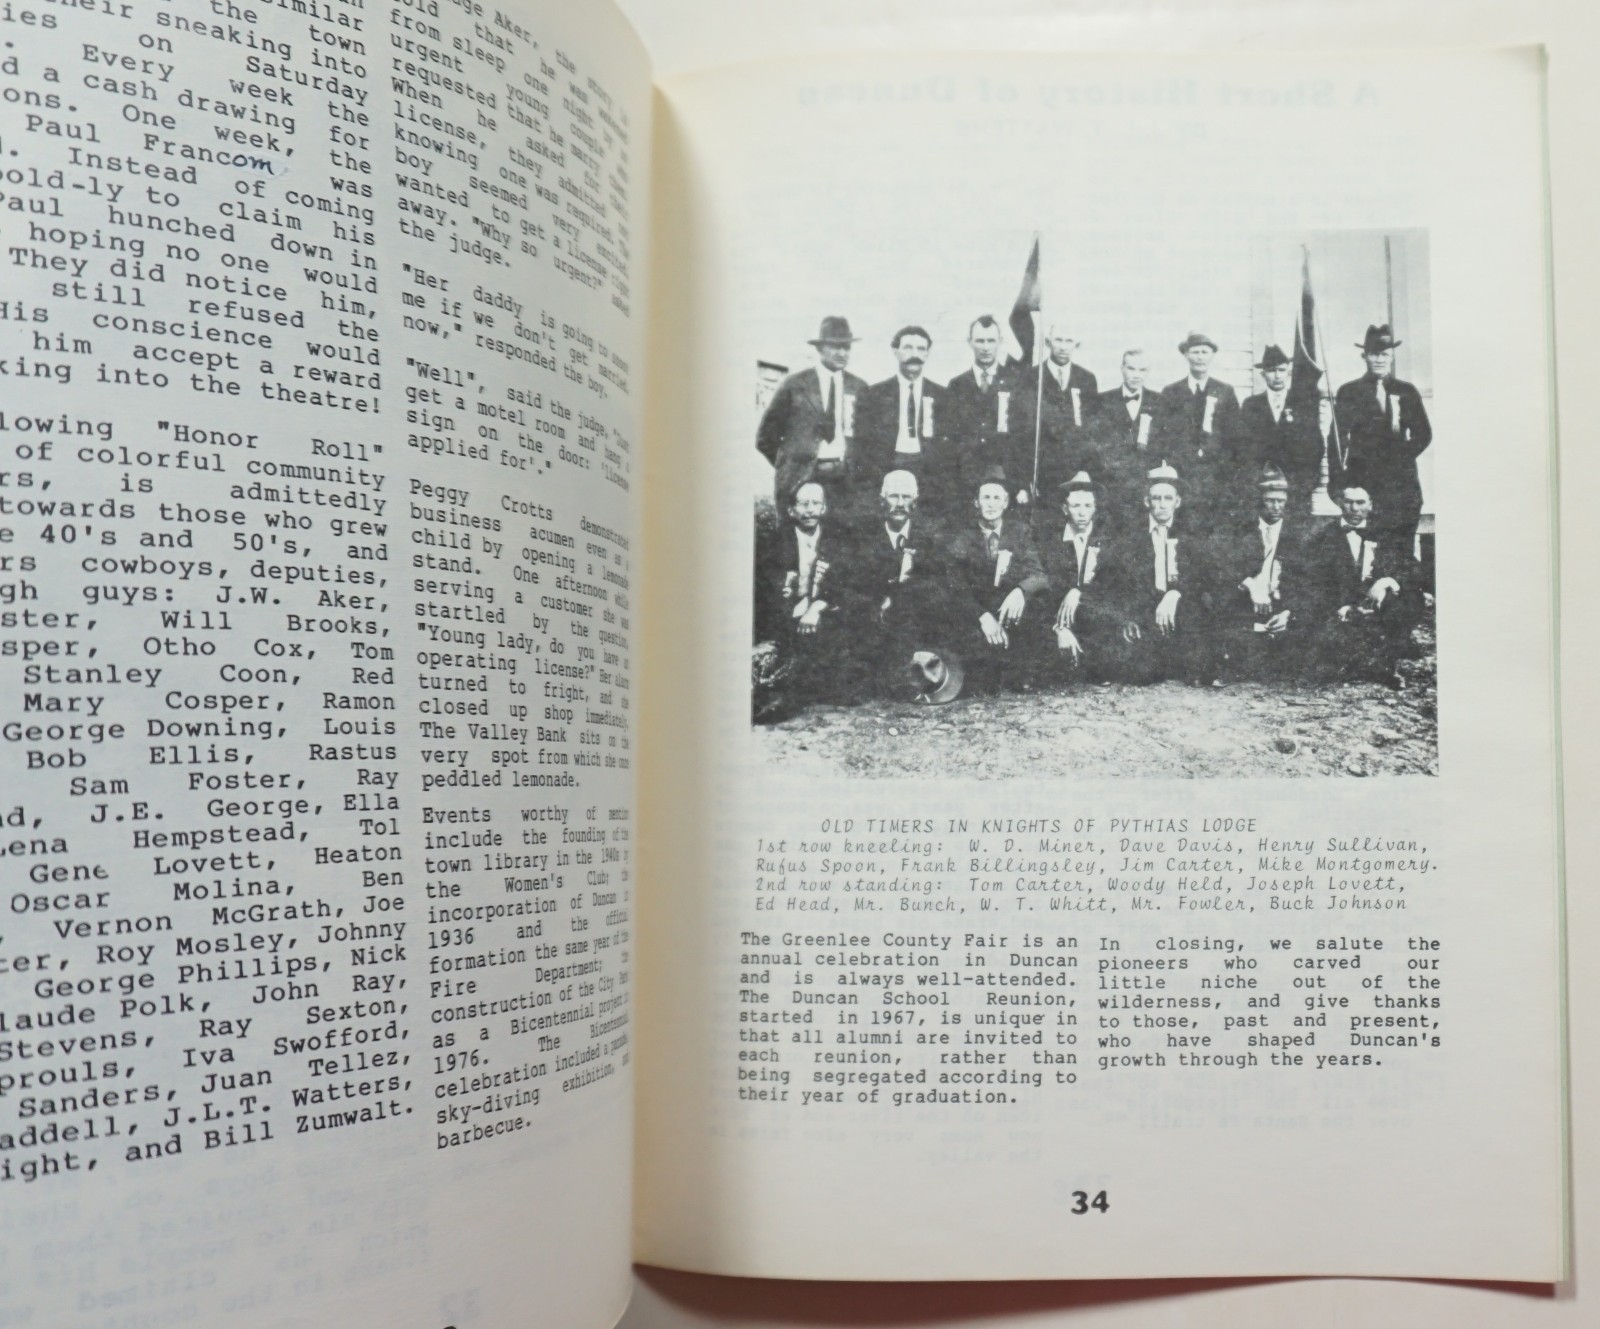 similar
the town
their sneaking into
on Saturday
Every week the
a cash drawing for
One week, the
Paul Francom was
Instead of coming
bold-ly to claim his
Paul hunched down in
hoping no one would
They did notice him,
still refused the
His conscience would
him accept a reward
into the theatre!
"Honor Roll"
of colorful community
is admittedly
towards those who grew
40's and 50's, and
cowboys, deputies,
guys: J.W. Aker,
Will Brooks,
Otho Cox, Tom
Stanley Coon, Red
Mary Cosper, Ramon
George Downing, Louis
Bob Ellis, Rastus
Sam Foster, Ray
J.E. George, Ella
Lena Hempstead, Tol
Gene Lovett, Heaton
Oscar Molina, Ben
Vernon McGrath, Joe
Roy Mosley, Johnny
George Phillips, Nick
Claude Polk, John Ray,
Stevens, Ray Sexton,
Sprouls, Iva Swofford,
Sanders, Juan Tellez,
J.L.T. Watters,
and Bill Zumwalt.
Aker, the story is
told that he was
from sleep one night by
urgent young couple who
requested that he marry them.
When he asked for their
license, they admitted not
knowing one was required. The
boy seemed very excited,
wanted to get a license right
away. "Why so urgent?" asked
the judge.
"Her daddy is going to
me if we don't get married,
now," responded the boy.
"Well", said the judge, "Just
get a motel room and hang a
sign on the door: 'license
applied for'."
Peggy Crotts demonstrated
business acumen even as a
child by opening a lemonade
stand. One afternoon while
serving a customer she was
startled by the question,
"Young lady, do you have an
operating license?" Her alarm
turned to fright, and she
closed up shop immediately.
The Valley Bank sits on the
very spot from which she once
peddled lemonade.
Events worthy of mention
include the founding of the
town library in the 1940s by
the Women's Club; the
incorporation of Duncan in
1936 and the official
formation the same year of the
Fire Department; the
construction of the City Park
as a Bicentennial project in
1976. The Bicentennial
celebration included a parade,
sky-diving exhibition, and
barbecue.
OLD TIMERS IN KNIGHTS OF PYTHIAS LODGE
1st row kneeling: W. D. Miner, Dave Davis, Henry Sullivan,
Rufus Spoon, Frank Billingsley, Jim Carter, Mike Montgomery.
2nd row standing: Tom Carter, Woody Held, Joseph Lovett,
Ed Head, Mr. Bunch, W. T. Whitt, Mr. Fowler, Buck Johnson
The Greenlee County Fair is an
annual celebration in Duncan
and is always well-attended.
The Duncan School Reunion,
started in 1967, is unique in
that all alumni are invited to
each reunion, rather than
being segregated according to
their year of graduation.
In closing, we salute the
pioneers who carved our
little niche out of the
wilderness, and give thanks
to those, past and present,
who have shaped Duncan's
growth through the years.
34